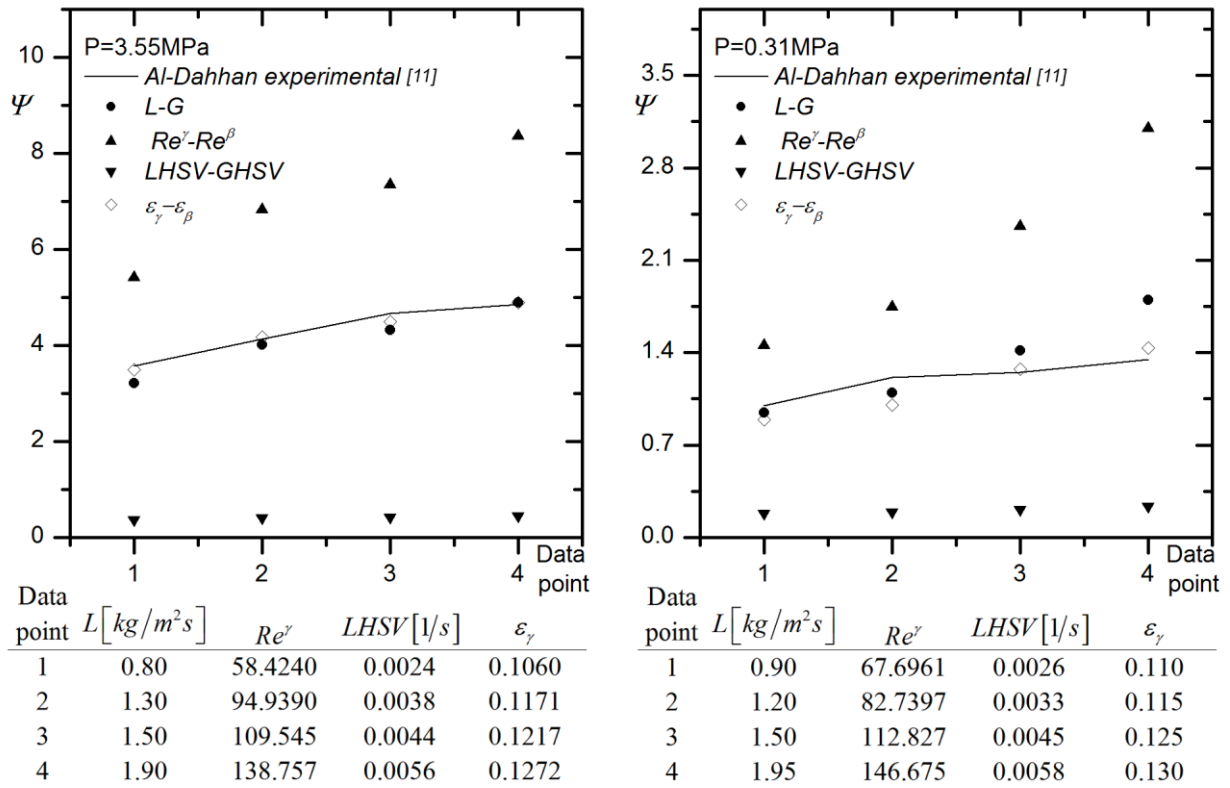 P=3.55MPa
Al-Dahhan experimental [11]
L-G
Re^γ-Re^β
LHSV-GHSV
ε_γ-ε_β
Ψ
10
8
6
4
2
0
1 2 3 4
Data
point
Data
point L[kg/m²s] Re^γ LHSV[1/s] ε_γ
1 0.80 58.4240 0.0024 0.1060
2 1.30 94.9390 0.0038 0.1171
3 1.50 109.545 0.0044 0.1217
4 1.90 138.757 0.0056 0.1272
P=0.31MPa
Al-Dahhan experimental [11]
L-G
Re^γ-Re^β
LHSV-GHSV
ε_γ-ε_β
Ψ
3.5
2.8
2.1
1.4
0.7
0.0
1 2 3 4
Data
point
Data
point L[kg/m²s] Re^γ LHSV[1/s] ε_γ
1 0.90 67.6961 0.0026 0.110
2 1.20 82.7397 0.0033 0.115
3 1.50 112.827 0.0045 0.125
4 1.95 146.675 0.0058 0.130